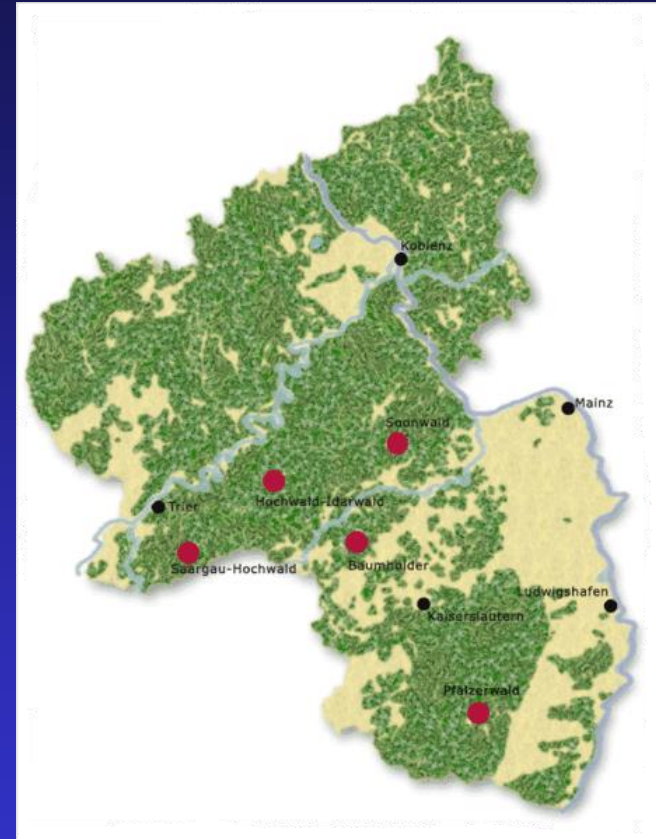 Koblenz
Mainz
Soonwald
Hochwald-Idarwald
Trier
Saargau-Hochwald
Baumholder
Ludwigshafen
Kaiserslautern
Pfälzerwald